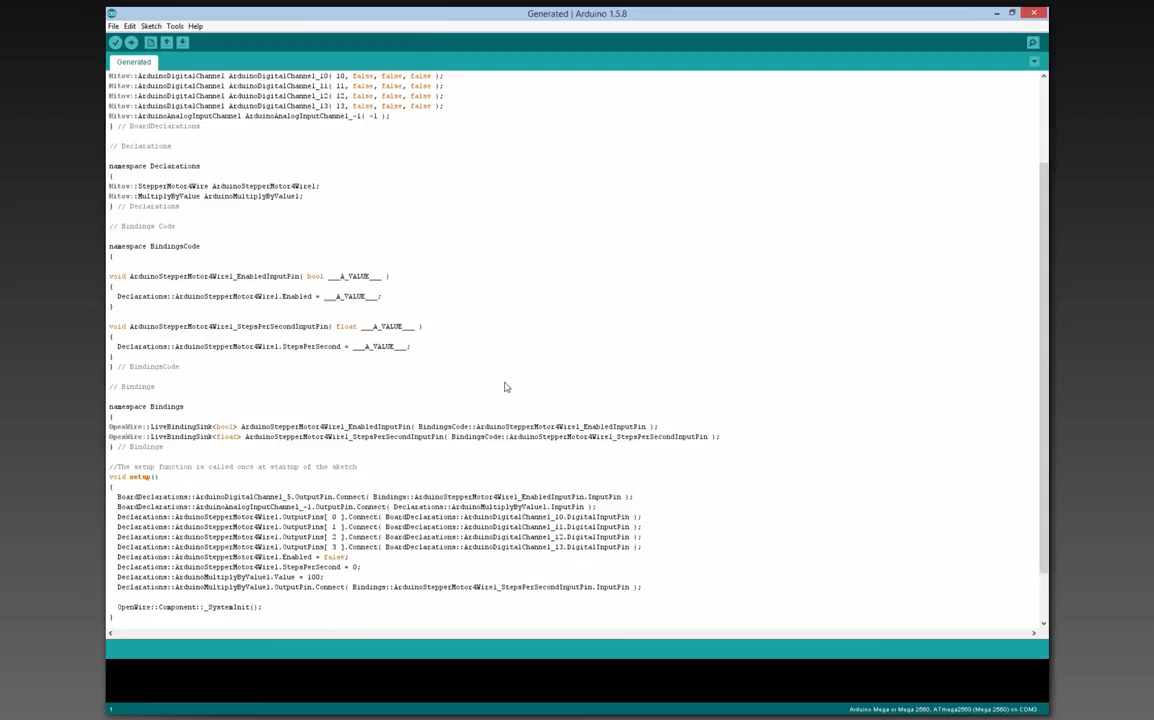 Generated | Arduino 1.5.8
File Edit Sketch Tools Help
Generated
Mitov::ArduinoDigitalChannel ArduinoDigitalChannel_10( 10, false, false, false );
Mitov::ArduinoDigitalChannel ArduinoDigitalChannel_11( 11, false, false, false );
Mitov::ArduinoDigitalChannel ArduinoDigitalChannel_12( 12, false, false, false );
Mitov::ArduinoDigitalChannel ArduinoDigitalChannel_13( 13, false, false, false );
Mitov::ArduinoAnalogInputChannel ArduinoAnalogInputChannel_-1( -1 );
} // BoardDeclarations
// Declarations
namespace Declarations
{
Mitov::StepperMotor4Wire ArduinoStepperMotor4Wire1;
Mitov::MultiplyByValue ArduinoMultiplyByValue1;
} // Declarations
// Bindings Code
namespace BindingsCode
{
void ArduinoStepperMotor4Wire1_EnabledInputPin( bool ___A_VALUE___ )
{
Declarations::ArduinoStepperMotor4Wire1.Enabled = ___A_VALUE___;
}
void ArduinoStepperMotor4Wire1_StepsPerSecondInputPin( float ___A_VALUE___ )
{
Declarations::ArduinoStepperMotor4Wire1.StepsPerSecond = ___A_VALUE___;
}
} // BindingsCode
// Bindings
namespace Bindings
{
OpenWire::LiveBindingSink<bool> ArduinoStepperMotor4Wire1_EnabledInputPin( BindingsCode::ArduinoStepperMotor4Wire1_EnabledInputPin );
OpenWire::LiveBindingSink<float> ArduinoStepperMotor4Wire1_StepsPerSecondInputPin( BindingsCode::ArduinoStepperMotor4Wire1_StepsPerSecondInputPin );
} // Bindings
//The setup function is called once at startup of the sketch
void setup()
{
BoardDeclarations::ArduinoDigitalChannel_5.OutputPin.Connect( Bindings::ArduinoStepperMotor4Wire1_EnabledInputPin.InputPin );
BoardDeclarations::ArduinoAnalogInputChannel_-1.OutputPin.Connect( Declarations::ArduinoMultiplyByValue1.InputPin );
Declarations::ArduinoStepperMotor4Wire1.OutputPins[ 0 ].Connect( BoardDeclarations::ArduinoDigitalChannel_10.DigitalInputPin );
Declarations::ArduinoStepperMotor4Wire1.OutputPins[ 1 ].Connect( BoardDeclarations::ArduinoDigitalChannel_11.DigitalInputPin );
Declarations::ArduinoStepperMotor4Wire1.OutputPins[ 2 ].Connect( BoardDeclarations::ArduinoDigitalChannel_12.DigitalInputPin );
Declarations::ArduinoStepperMotor4Wire1.OutputPins[ 3 ].Connect( BoardDeclarations::ArduinoDigitalChannel_13.DigitalInputPin );
Declarations::ArduinoStepperMotor4Wire1.Enabled = false;
Declarations::ArduinoStepperMotor4Wire1.StepsPerSecond = 0;
Declarations::ArduinoMultiplyByValue1.Value = 100;
Declarations::ArduinoMultiplyByValue1.OutputPin.Connect( Bindings::ArduinoStepperMotor4Wire1_StepsPerSecondInputPin.InputPin );
OpenWire::Component::_SystemInit();
}
1
Arduino Mega or Mega 2560, ATmega2560 (Mega 2560) on COM3